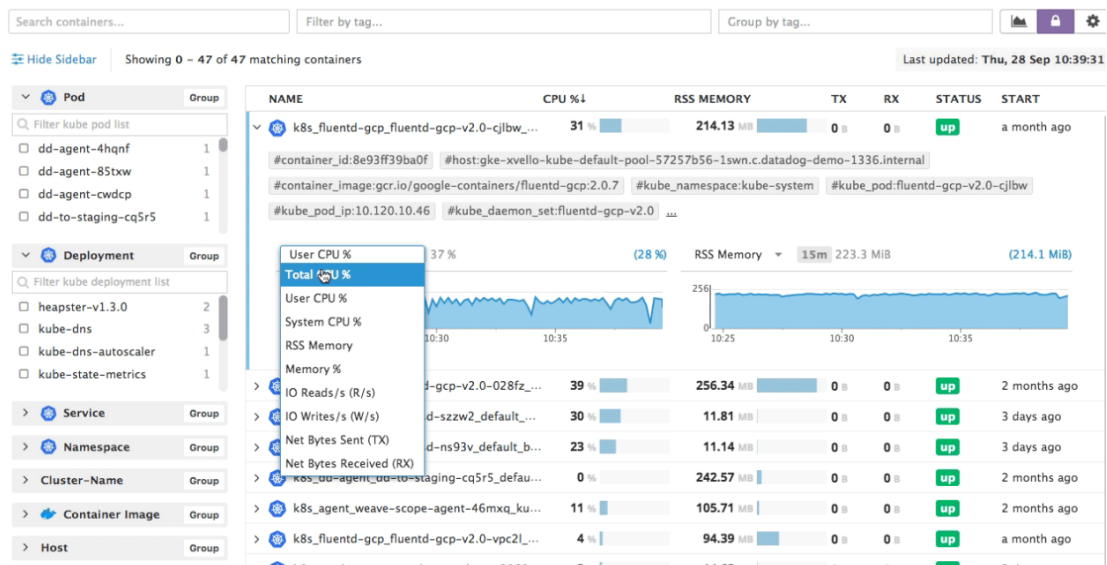 Search containers...
Filter by tag...
Group by tag...
Hide Sidebar
Showing 0 – 47 of 47 matching containers
Last updated: Thu, 28 Sep 10:39:31
Pod
Group
Filter kube pod list
dd-agent-4hqnf 1
dd-agent-85txw 1
dd-agent-cwdcp 1
dd-to-staging-cq5r5 1
Deployment
Group
Filter kube deployment list
heapster-v1.3.0 2
kube-dns 3
kube-dns-autoscaler 1
kube-state-metrics 1
Service
Group
Namespace
Group
Cluster-Name
Group
Container Image
Group
Host
Group
NAME CPU %↓ RSS MEMORY TX RX STATUS START
k8s_fluentd-gcp_fluentd-gcp-v2.0-cjlbw_... 31 % 214.13 MB 0 B 0 B up a month ago
#container_id:8e93ff39ba0f #host:gke-xvello-kube-default-pool-57257b56-1swn.c.datadog-demo-1336.internal
#container_image:gcr.io/google-containers/fluentd-gcp:2.0.7 #kube_namespace:kube-system #kube_pod:fluentd-gcp-v2.0-cjlbw
#kube_pod_ip:10.120.10.46 #kube_daemon_set:fluentd-gcp-v2.0 ...
User CPU % 37 % (28 %)
Total CPU %
User CPU %
System CPU %
RSS Memory
Memory %
IO Reads/s (R/s)
IO Writes/s (W/s)
Net Bytes Sent (TX)
Net Bytes Received (RX)
10:30 10:35
RSS Memory 15m 223.3 MiB (214.1 MiB)
256
0
10:25 10:30 10:35
-gcp-v2.0-028fz_... 39 % 256.34 MB 0 B 0 B up 2 months ago
d-szzw2_default_... 30 % 11.81 MB 0 B 0 B up 3 days ago
d-ns93v_default_b... 23 % 11.14 MB 0 B 0 B up 3 days ago
k8s_dd-agent_dd-to-staging-cq5r5_defau... 0 % 242.57 MB 0 B 0 B up 2 months ago
k8s_agent_weave-scope-agent-46mxq_ku... 11 % 105.71 MB 0 B 0 B up 2 months ago
k8s_fluentd-gcp_fluentd-gcp-v2.0-vpc2l_... 4 % 94.39 MB 0 B 0 B up a month ago